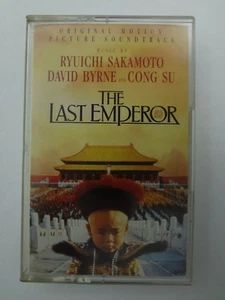 ORIGINAL MOTION
PICTURE SOUNDTRACK
MUSIC BY
RYUICHI SAKAMOTO
DAVID BYRNE AND CONG SU
THE
LAST EMPEROR